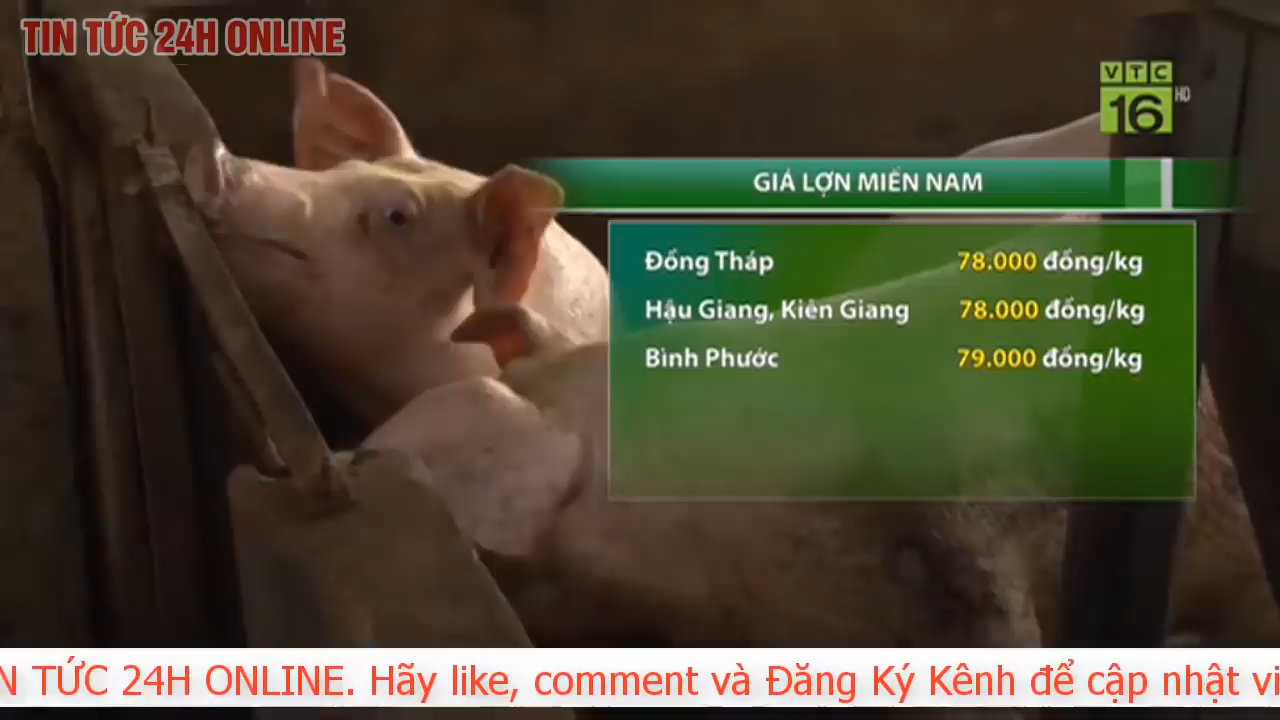 TIN TỨC 24H ONLINE
VTC
16 HD
GIÁ LỢN MIỀN NAM
Đồng Tháp 78.000 đồng/kg
Hậu Giang, Kiên Giang 78.000 đồng/kg
Bình Phước 79.000 đồng/kg
N TỨC 24H ONLINE. Hãy like, comment và Đăng Ký Kênh để cập nhật vi